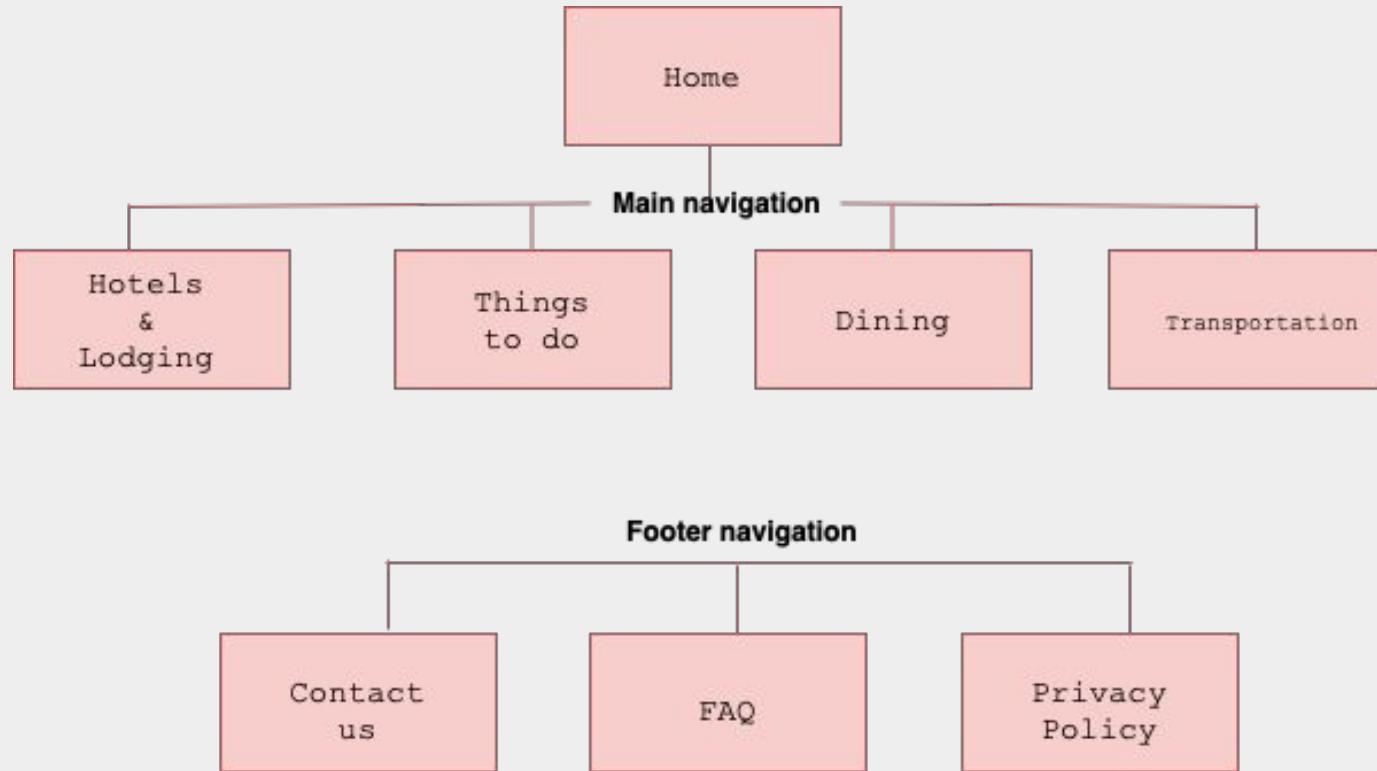 Home
Main navigation
Hotels
&
Lodging
Things
to do
Dining
Transportation
Footer navigation
Contact
us
FAQ
Privacy
Policy